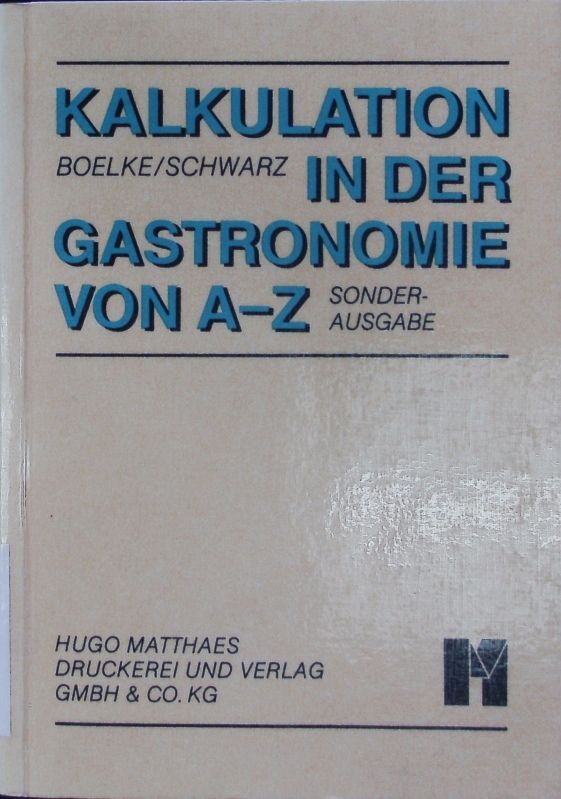 KALKULATION
BOELKE/SCHWARZ IN DER
GASTRONOMIE
VON A–Z SONDER-
AUSGABE
HUGO MATTHAES
DRUCKEREI UND VERLAG
GMBH & CO. KG